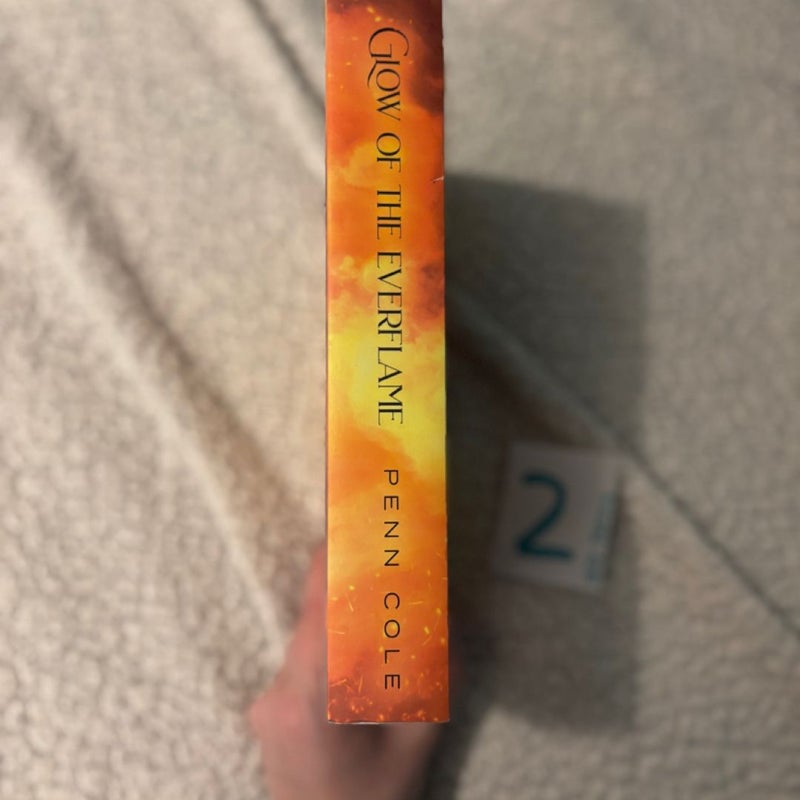 GLOW OF THE EVERFLAME
PENN COLE
2